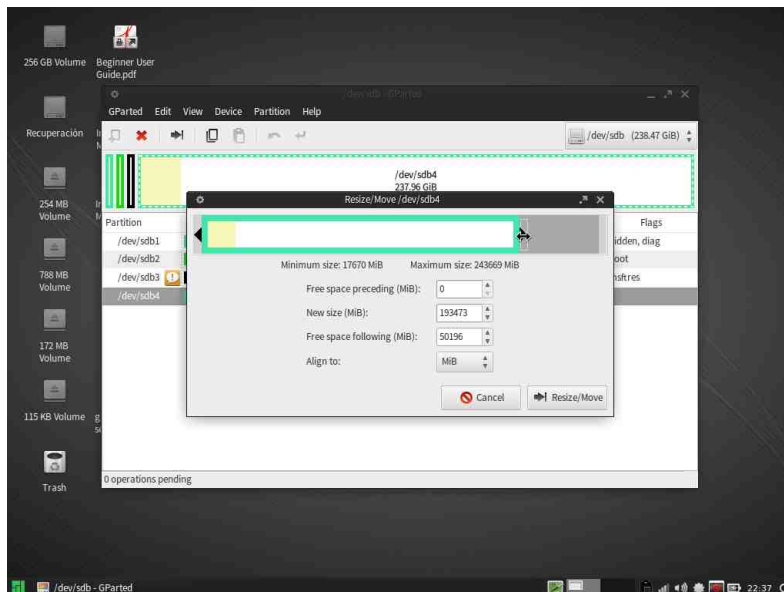 256 GB Volume
Beginner User
Guide.pdf
Recuperación
254 MB
Volume
788 MB
Volume
172 MB
Volume
115 KB Volume
Trash
/dev/sdb - GParted
GParted Edit View Device Partition Help
/dev/sdb (238.47 GiB)
/dev/sdb4
237.96 GiB
Partition
Flags
/dev/sdb1
/dev/sdb2
/dev/sdb3
/dev/sdb4
Resize/Move /dev/sdb4
Minimum size: 17670 MiB Maximum size: 243669 MiB
Free space preceding (MiB): 0
New size (MiB): 193473
Free space following (MiB): 50196
Align to: MiB
Cancel
Resize/Move
0 operations pending
/dev/sdb - GParted
22:37